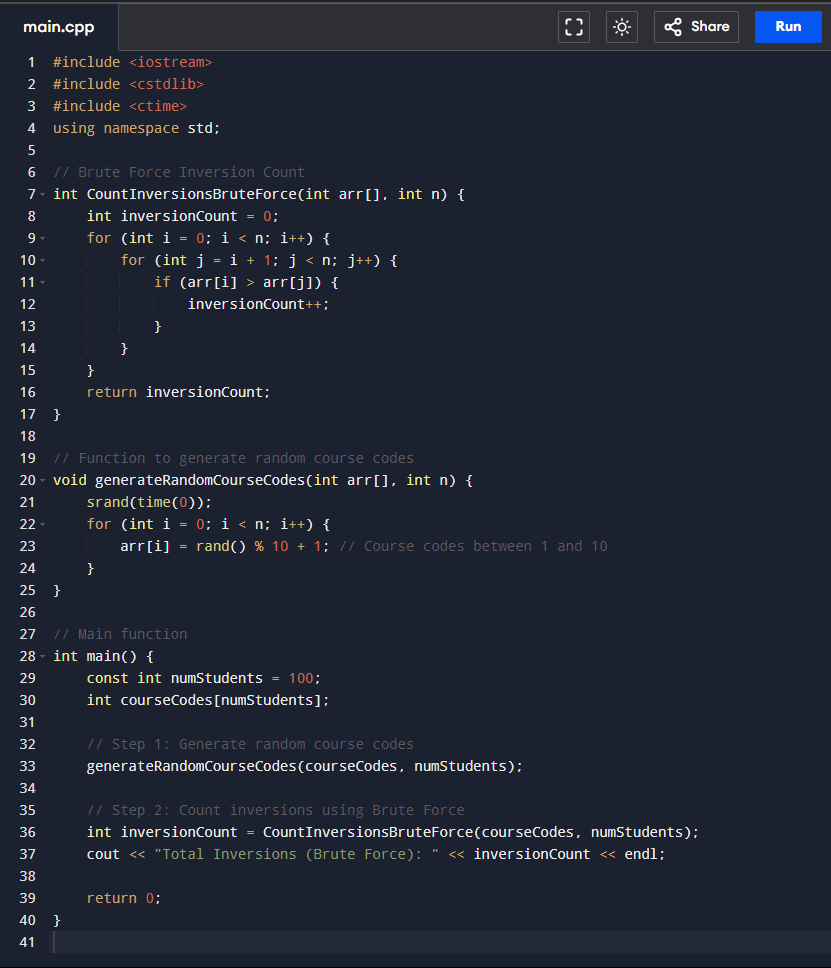 main.cpp Share Run
1 #include <iostream>
2 #include <cstdlib>
3 #include <ctime>
4 using namespace std;
5
6 // Brute Force Inversion Count
7 int CountInversionsBruteForce(int arr[], int n) {
8     int inversionCount = 0;
9     for (int i = 0; i < n; i++) {
10         for (int j = i + 1; j < n; j++) {
11             if (arr[i] > arr[j]) {
12                 inversionCount++;
13             }
14         }
15     }
16     return inversionCount;
17 }
18
19 // Function to generate random course codes
20 void generateRandomCourseCodes(int arr[], int n) {
21     srand(time(0));
22     for (int i = 0; i < n; i++) {
23         arr[i] = rand() % 10 + 1; // Course codes between 1 and 10
24     }
25 }
26
27 // Main function
28 int main() {
29     const int numStudents = 100;
30     int courseCodes[numStudents];
31
32     // Step 1: Generate random course codes
33     generateRandomCourseCodes(courseCodes, numStudents);
34
35     // Step 2: Count inversions using Brute Force
36     int inversionCount = CountInversionsBruteForce(courseCodes, numStudents);
37     cout << "Total Inversions (Brute Force): " << inversionCount << endl;
38
39     return 0;
40 }
41